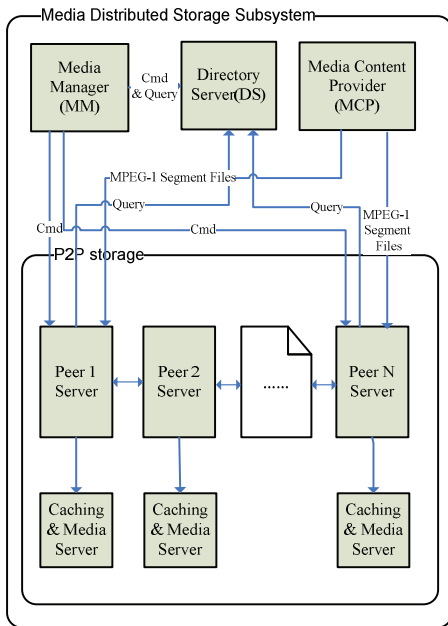 Media Distributed Storage Subsystem
Media
Manager
(MM)
Cmd
& Query
Directory
Server(DS)
Media Content
Provider
(MCP)
MPEG-1 Segment Files
Query
Query
MPEG-1
Segment
Files
Cmd
Cmd
P2P storage
Peer 1
Server
Peer 2
Server
......
Peer N
Server
Caching
& Media
Server
Caching
& Media
Server
Caching
& Media
Server